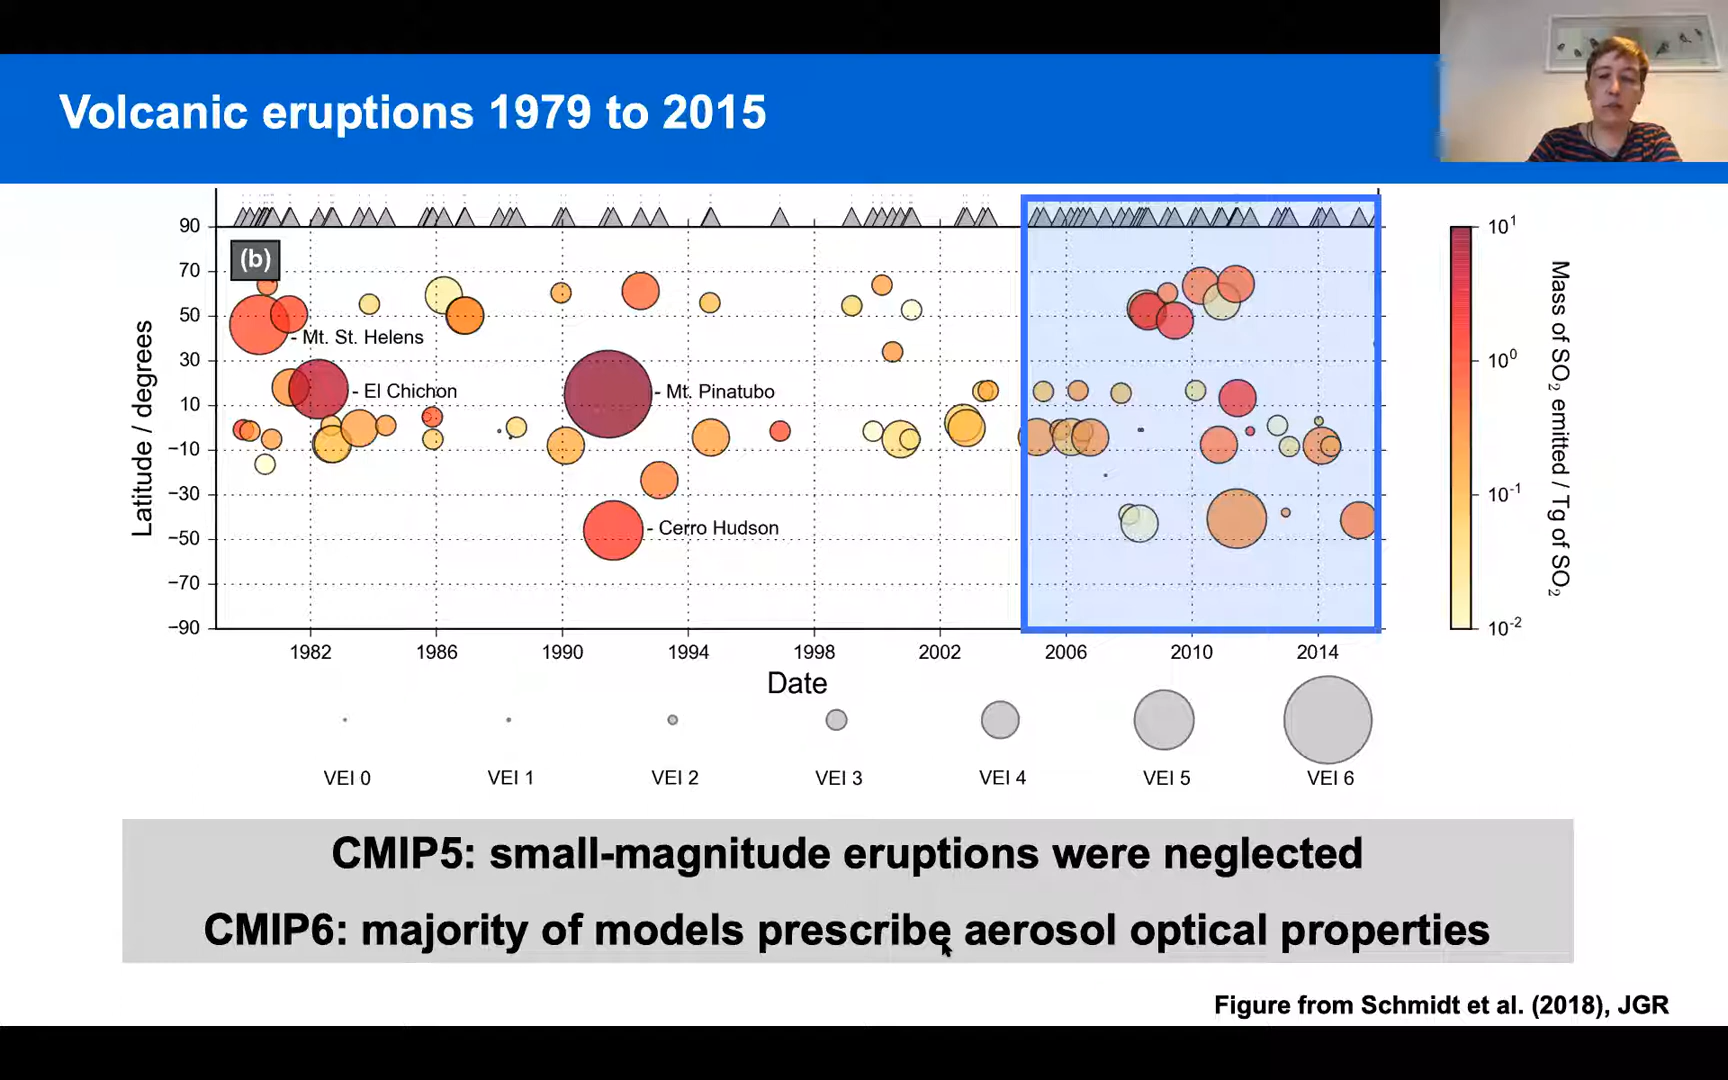 Volcanic eruptions 1979 to 2015
(b)
90
70
50
30
10
−10
−30
−50
−70
−90
Latitude / degrees
- Mt. St. Helens
- El Chichon
- Mt. Pinatubo
- Cerro Hudson
1982 1986 1990 1994 1998 2002 2006 2010 2014
Date
10¹
10⁰
10⁻¹
10⁻²
Mass of SO₂ emitted / Tg of SO₂
VEI 0 VEI 1 VEI 2 VEI 3 VEI 4 VEI 5 VEI 6
CMIP5: small-magnitude eruptions were neglected
CMIP6: majority of models prescribe aerosol optical properties
Figure from Schmidt et al. (2018), JGR